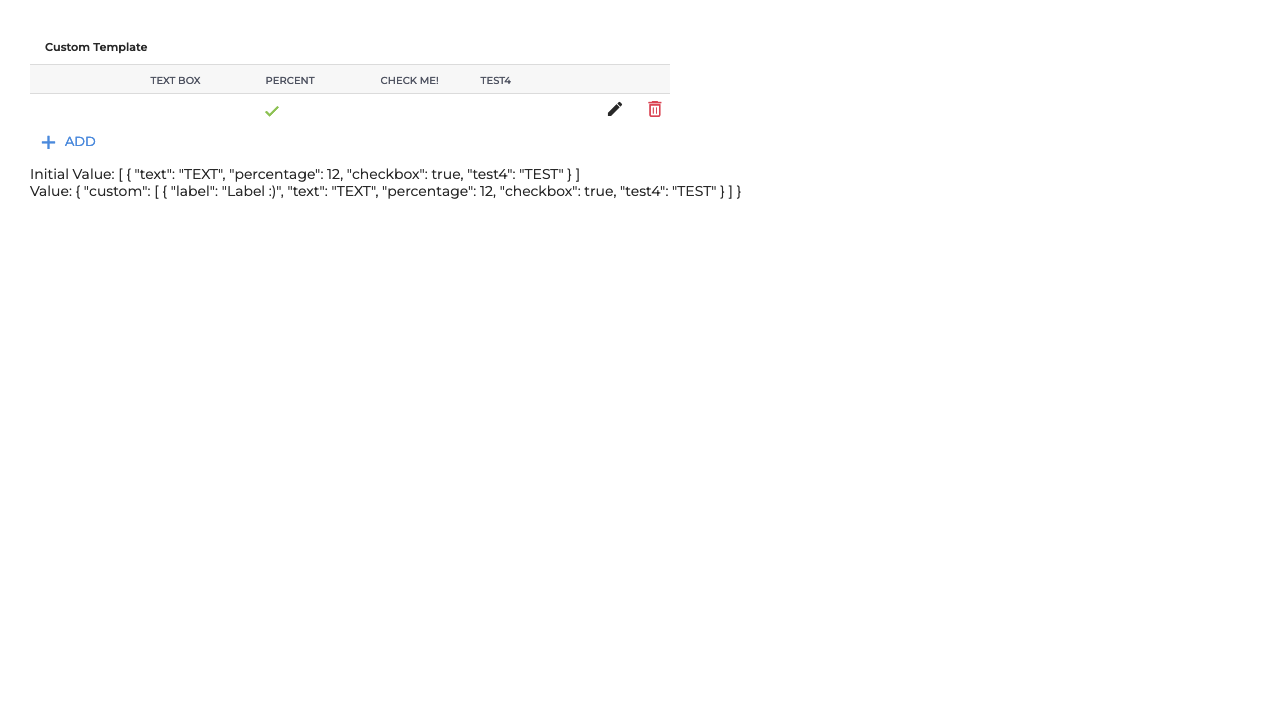 Custom Template
TEXT BOX PERCENT CHECK ME! TEST4
ADD
Initial Value: [ { "text": "TEXT", "percentage": 12, "checkbox": true, "test4": "TEST" } ]
Value: { "custom": [ { "label": "Label :)", "text": "TEXT", "percentage": 12, "checkbox": true, "test4": "TEST" } ] }